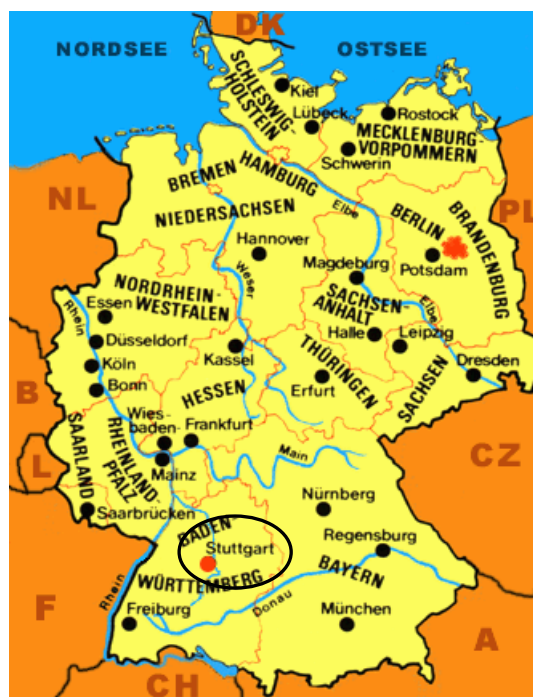 DK
NORDSEE
OSTSEE
SCHLESWIG-
HOLSTEIN
Kiel
Lübeck
Rostock
MECKLENBURG-
VORPOMMERN
Schwerin
HAMBURG
BREMEN
NIEDERSACHSEN
NL
PL
Elbe
BERLIN
BRANDENBURG
Potsdam
Hannover
Magdeburg
Weser
NORDRHEIN-
WESTFALEN
SACHSEN-
ANHALT
Elbe
Rhein
Essen
Düsseldorf
Köln
Bonn
Kassel
Halle
Leipzig
Dresden
SACHSEN
THÜRINGEN
Erfurt
HESSEN
B
L
Wies-
baden
Frankfurt
Mainz
RHEINLAND-
PFALZ
SAARLAND
Saarbrücken
Main
CZ
Nürnberg
Regensburg
BADEN-
WÜRTTEMBERG
Stuttgart
BAYERN
Donau
Rhein
Freiburg
München
F
CH
A